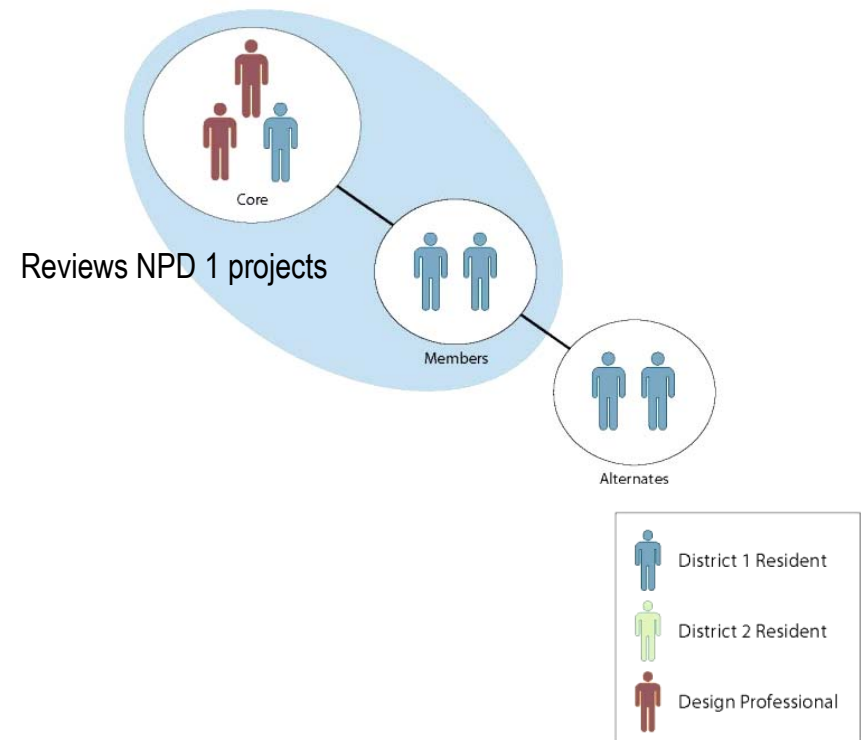 Core
Reviews NPD 1 projects
Members
Alternates
District 1 Resident
District 2 Resident
Design Professional